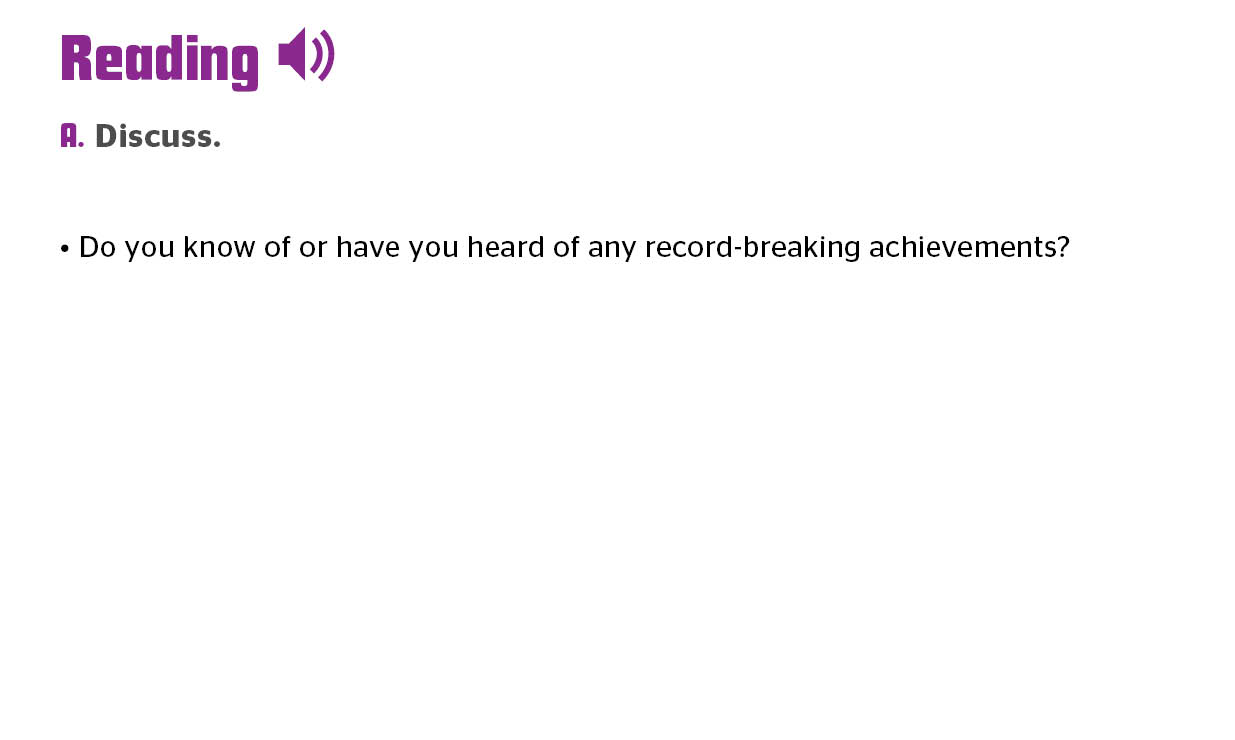 Reading
A. Discuss.
• Do you know of or have you heard of any record-breaking achievements?